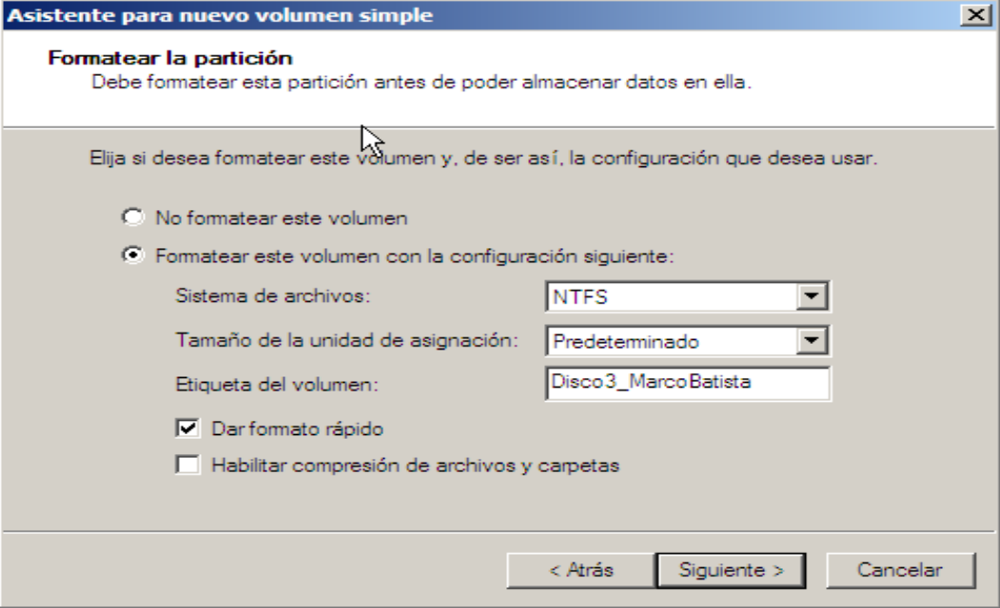 Asistente para nuevo volumen simple
Formatear la partición
Debe formatear esta partición antes de poder almacenar datos en ella.
Elija si desea formatear este volumen y, de ser así, la configuración que desea usar.
No formatear este volumen
Formatear este volumen con la configuración siguiente:
Sistema de archivos: NTFS
Tamaño de la unidad de asignación: Predeterminado
Etiqueta del volumen: Disco3_MarcoBatista
Dar formato rápido
Habilitar compresión de archivos y carpetas
< Atrás Siguiente > Cancelar